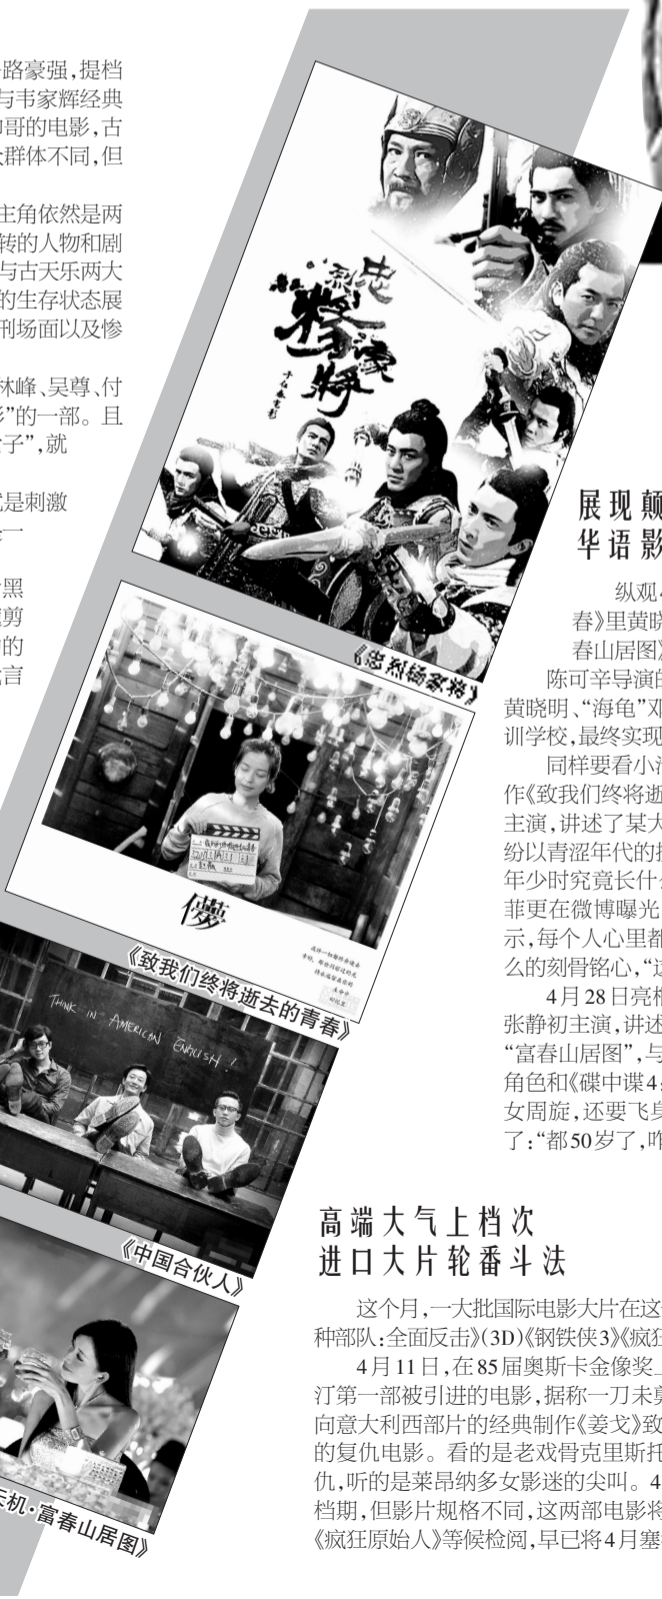 路豪强，提档
与韦家辉经典
哥的电影，古
群体不同，但
主角依然是两
转的人物和剧
与古天乐两大
的生存状态展
刑场面以及惨
林峰、吴尊、付
”的一部。且
子”，就
是刺激
一
黑
剪
的
言
忠烈杨家将
于仁泰电影
《忠烈杨家将》
《致我们终将逝去的青春》
THINK IN AMERICAN ENGLISH!
《中国合伙人》
机·富春山居图》
展现颠
华语影
纵观
春》里黄晓
春山居图》
陈可辛导演的
黄晓明、“海龟”邓
训学校，最终实现
同样要看小清
作《致我们终将逝
主演，讲述了某大
纷以青涩年代的
年少时究竟长什
菲更在微博曝光
示，每个人心里都
么的刻骨铭心，“这
4月28日亮相
张静初主演，讲述
“富春山居图”，与
角色和《碟中谍4
女周旋，还要飞身
了：“都50岁了，咋
高端大气上档次
进口大片轮番斗法
这个月，一大批国际电影大片在这
种部队：全面反击》（3D）《钢铁侠3》《疯狂
4月11日，在85届奥斯卡金像奖上
汀第一部被引进的电影，据称一刀未剪
向意大利西部片的经典制作《姜戈》致
的复仇电影。看的是老戏骨克里斯托
仇，听的是莱昂纳多女影迷的尖叫。4
档期，但影片规格不同，这两部电影将
《疯狂原始人》等候检阅，早已将4月塞